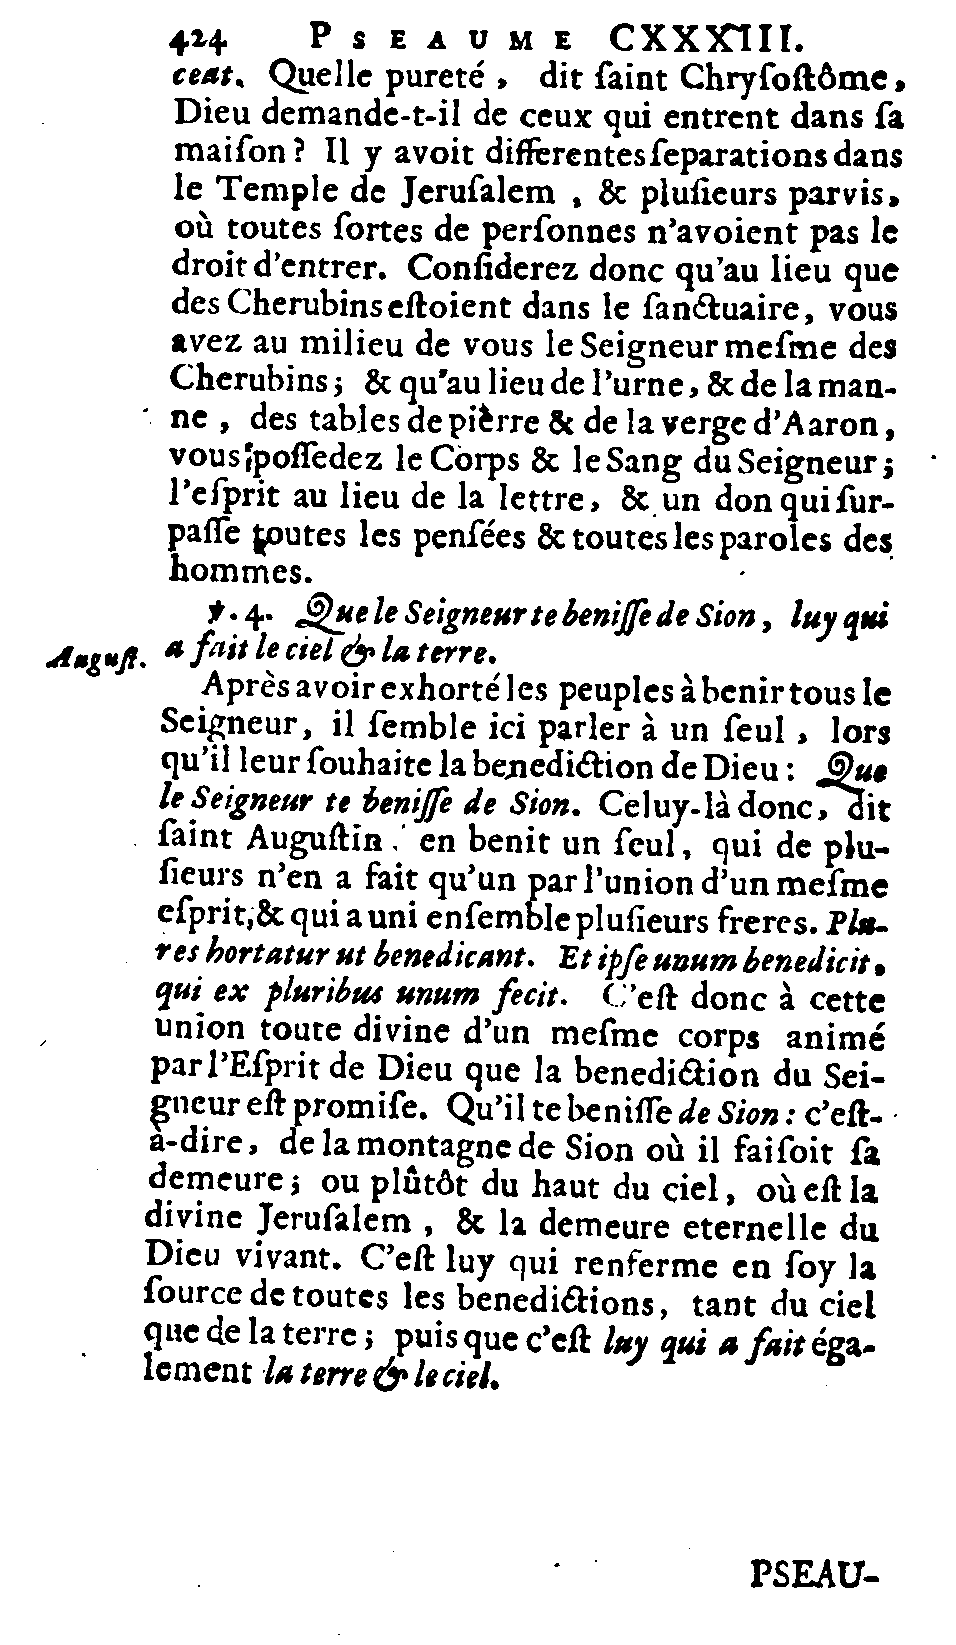 424 PSEAUME CXXXIII.
ceat. Quelle pureté, dit ſaint Chryſoſtôme,
Dieu demande-t-il de ceux qui entrent dans ſa
maiſon? Il y avoit differentes ſeparations dans
le Temple de Jeruſalem, & pluſieurs parvis,
où toutes ſortes de perſonnes n'avoient pas le
droit d'entrer. Conſiderez donc qu'au lieu que
des Cherubins eſtoient dans le ſanctuaire, vous
avez au milieu de vous le Seigneur meſme des
Cherubins; & qu'au lieu de l'urne, & de la man-
ne, des tables de pièrre & de la verge d'Aaron,
vous poſſedez le Corps & le Sang du Seigneur;
l'eſprit au lieu de la lettre, & un don qui ſur-
paſſe toutes les penſées & toutes les paroles des
hommes.
℣. 4. Que le Seigneur te beniſſe de Sion, luy qui
a fait le ciel & la terre.
Auguſt.
Après avoir exhorté les peuples à benir tous le
Seigneur, il ſemble ici parler à un ſeul, lors
qu'il leur ſouhaite la benediction de Dieu: Que
le Seigneur te beniſſe de Sion. Celuy-là donc, dit
ſaint Auguſtin, en benit un ſeul, qui de plu-
ſieurs n'en a fait qu'un par l'union d'un meſme
eſprit, & qui a uni enſemble pluſieurs freres. Plu-
res hortatur ut benedicant. Et ipſe unum benedicit,
qui ex pluribus unum fecit. C'eſt donc à cette
union toute divine d'un meſme corps animé
par l'Eſprit de Dieu que la benediction du Sei-
gneur eſt promiſe. Qu'il te beniſſe de Sion: c'eſt-
à-dire, de la montagne de Sion où il faiſoit ſa
demeure; ou plûtôt du haut du ciel, où eſt la
divine Jeruſalem, & la demeure eternelle du
Dieu vivant. C'eſt luy qui renferme en ſoy la
ſource de toutes les benedictions, tant du ciel
que de la terre; puis que c'eſt luy qui a fait éga-
lement la terre & le ciel.
PSEAU-